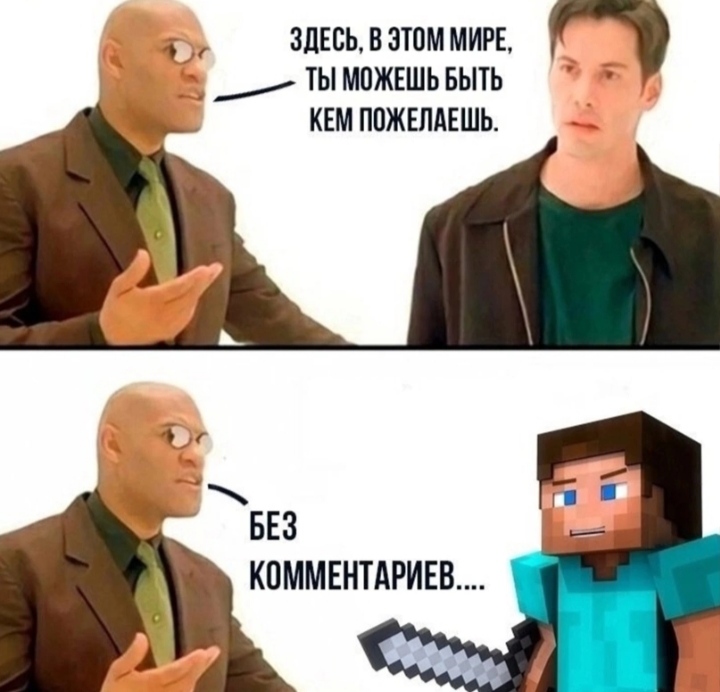 ЗДЕСЬ, В ЭТОМ МИРЕ,
ТЫ МОЖЕШЬ БЫТЬ
КЕМ ПОЖЕЛАЕШЬ.
БЕЗ
КОММЕНТАРИЕВ....